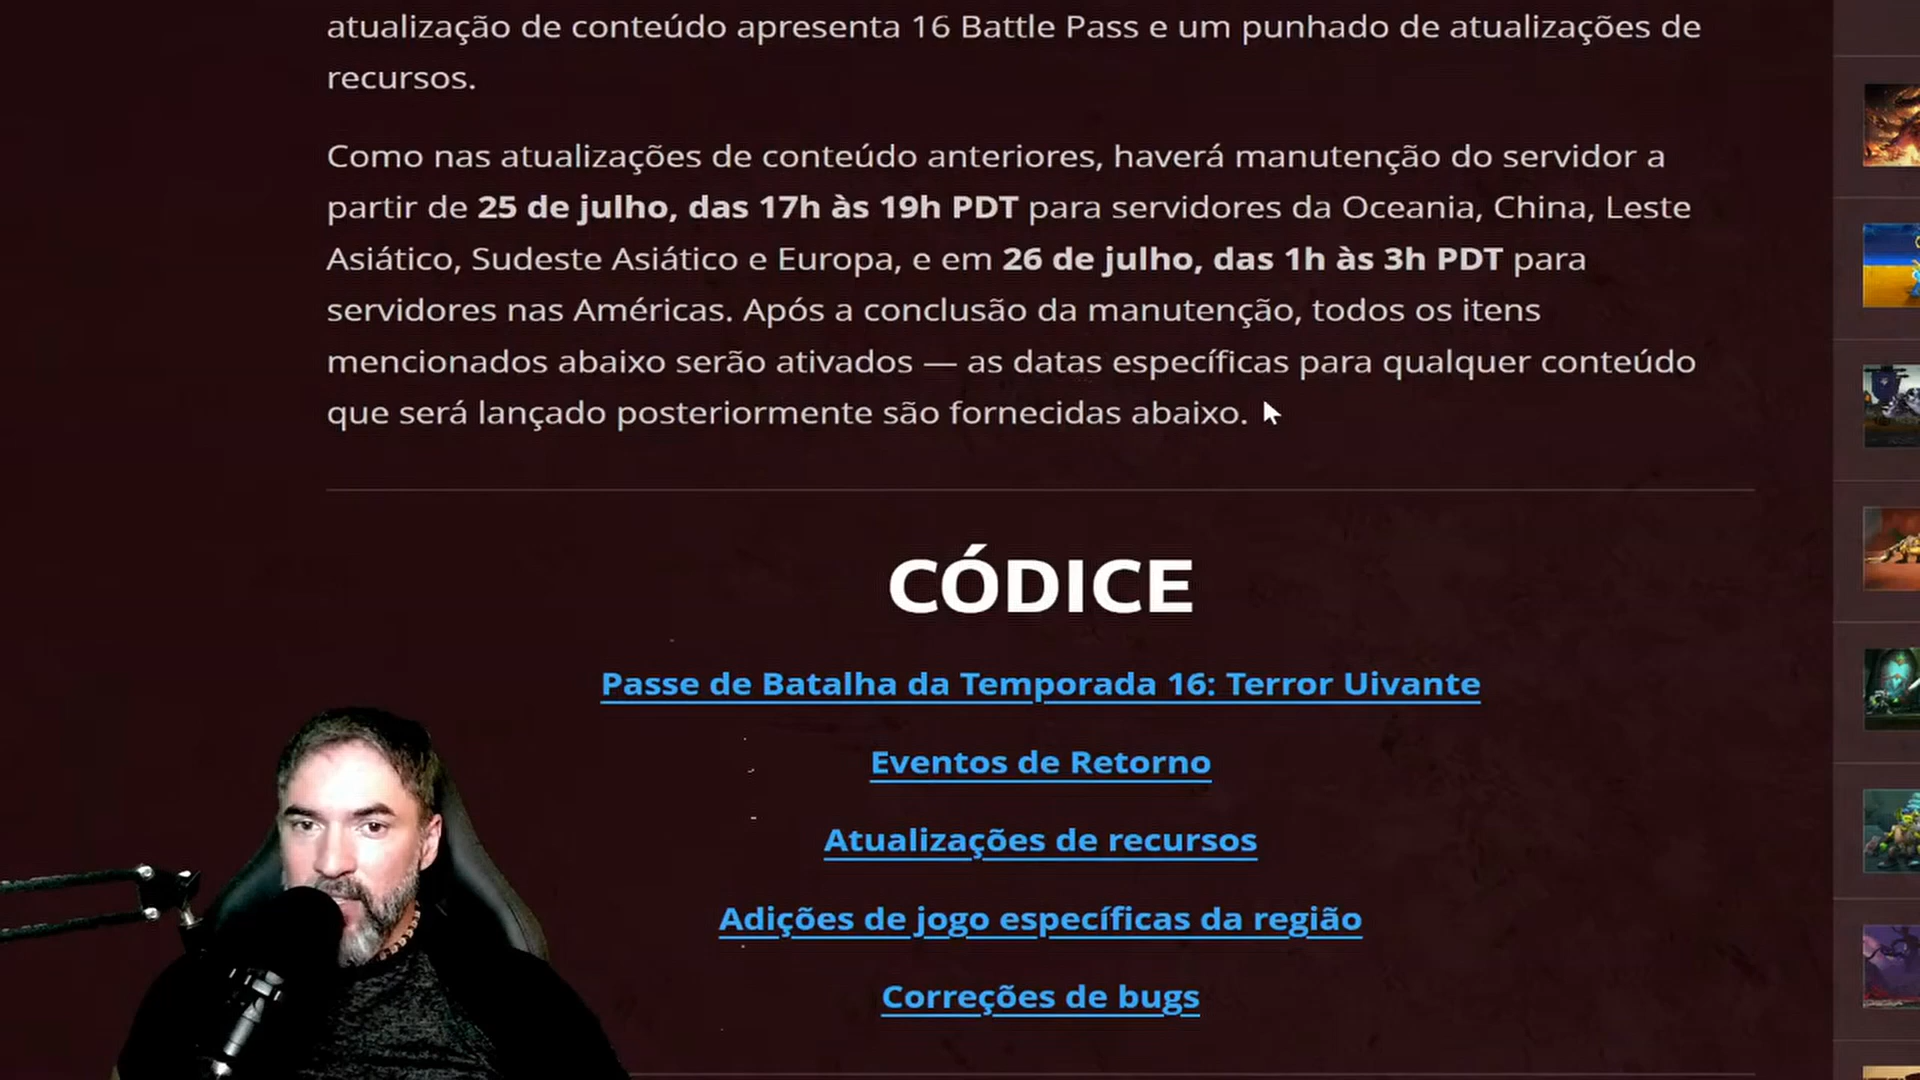 atualização de conteúdo apresenta 16 Battle Pass e um punhado de atualizações de
recursos.
Como nas atualizações de conteúdo anteriores, haverá manutenção do servidor a
partir de 25 de julho, das 17h às 19h PDT para servidores da Oceania, China, Leste
Asiático, Sudeste Asiático e Europa, e em 26 de julho, das 1h às 3h PDT para
servidores nas Américas. Após a conclusão da manutenção, todos os itens
mencionados abaixo serão ativados — as datas específicas para qualquer conteúdo
que será lançado posteriormente são fornecidas abaixo.
CÓDICE
Passe de Batalha da Temporada 16: Terror Uivante
Eventos de Retorno
Atualizações de recursos
Adições de jogo específicas da região
Correções de bugs